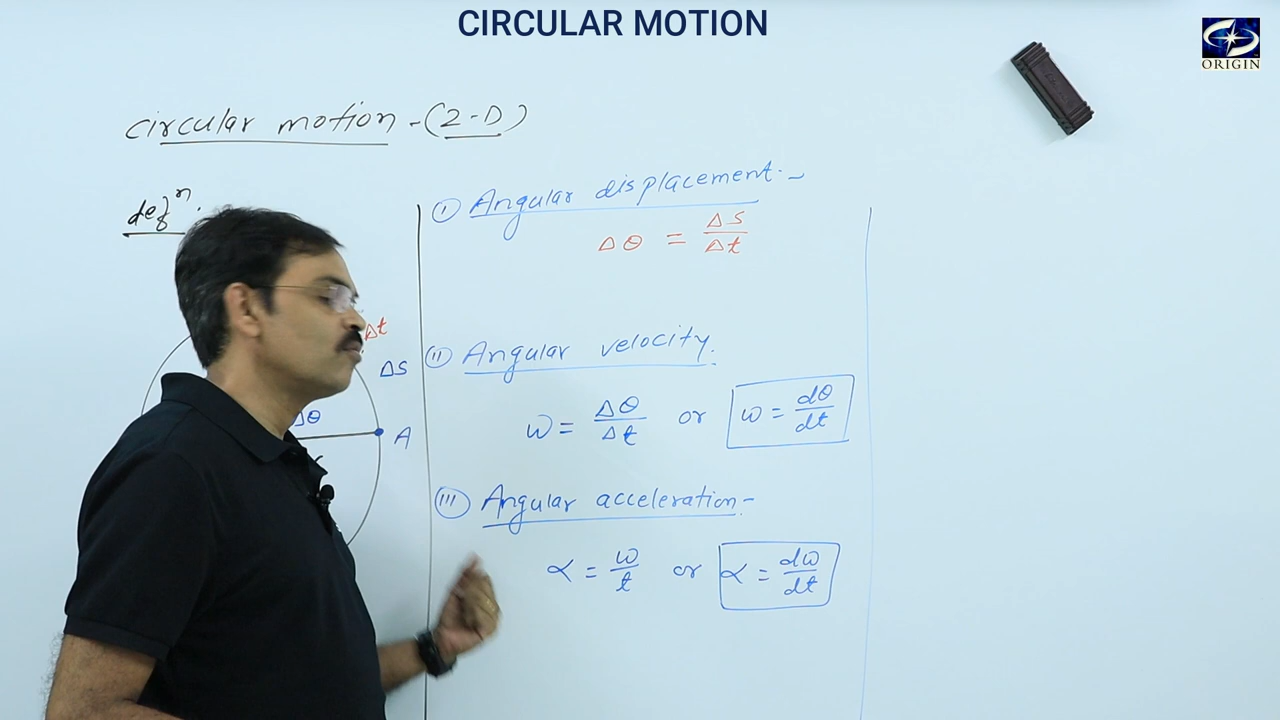 CIRCULAR MOTION
ORIGIN
circular motion - (2-D)
defⁿ.
Δt
ΔS
Δθ
A
(I) Angular displacement.-
Δθ = ΔS/Δt
(II) Angular velocity.
ω = Δθ/Δt or ω = dθ/dt
(III) Angular acceleration-
α = ω/t or α = dω/dt